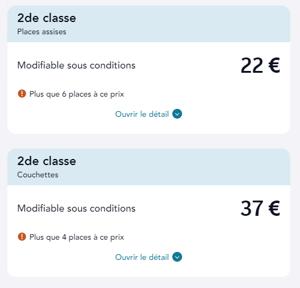 2de classe
Places assises
Modifiable sous conditions
22 €
Plus que 6 places à ce prix
Ouvrir le détail
2de classe
Couchettes
Modifiable sous conditions
37 €
Plus que 4 places à ce prix
Ouvrir le détail